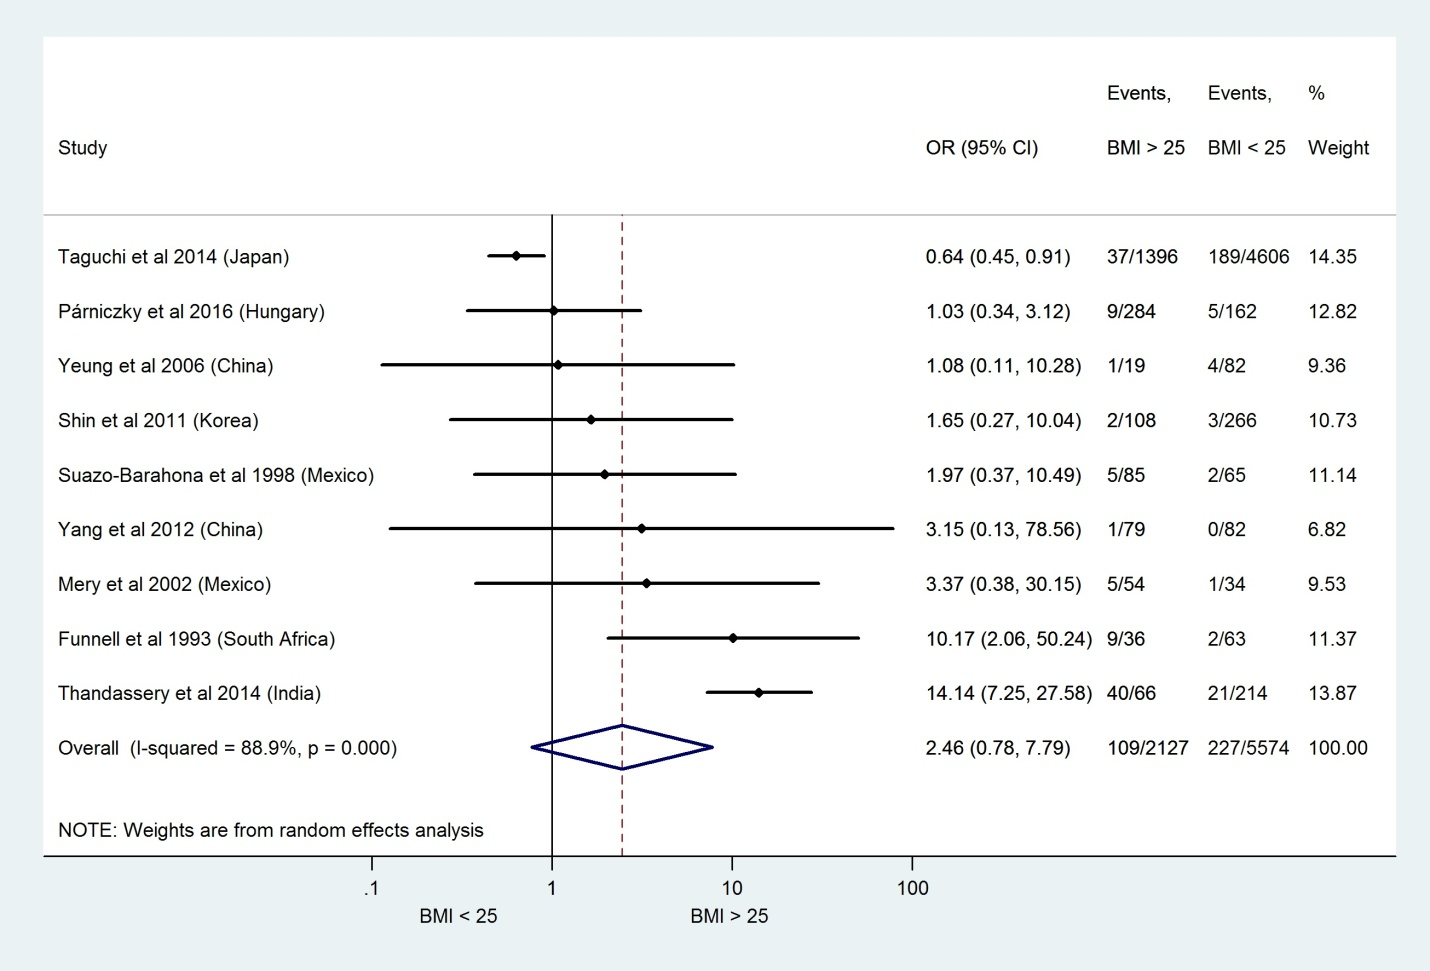 Events, Events, %
Study OR (95% CI) BMI > 25 BMI < 25 Weight
Taguchi et al 2014 (Japan) 0.64 (0.45, 0.91) 37/1396 189/4606 14.35
Párniczky et al 2016 (Hungary) 1.03 (0.34, 3.12) 9/284 5/162 12.82
Yeung et al 2006 (China) 1.08 (0.11, 10.28) 1/19 4/82 9.36
Shin et al 2011 (Korea) 1.65 (0.27, 10.04) 2/108 3/266 10.73
Suazo-Barahona et al 1998 (Mexico) 1.97 (0.37, 10.49) 5/85 2/65 11.14
Yang et al 2012 (China) 3.15 (0.13, 78.56) 1/79 0/82 6.82
Mery et al 2002 (Mexico) 3.37 (0.38, 30.15) 5/54 1/34 9.53
Funnell et al 1993 (South Africa) 10.17 (2.06, 50.24) 9/36 2/63 11.37
Thandassery et al 2014 (India) 14.14 (7.25, 27.58) 40/66 21/214 13.87
Overall (I-squared = 88.9%, p = 0.000) 2.46 (0.78, 7.79) 109/2127 227/5574 100.00
NOTE: Weights are from random effects analysis
.1 1 10 100
BMI < 25 BMI > 25